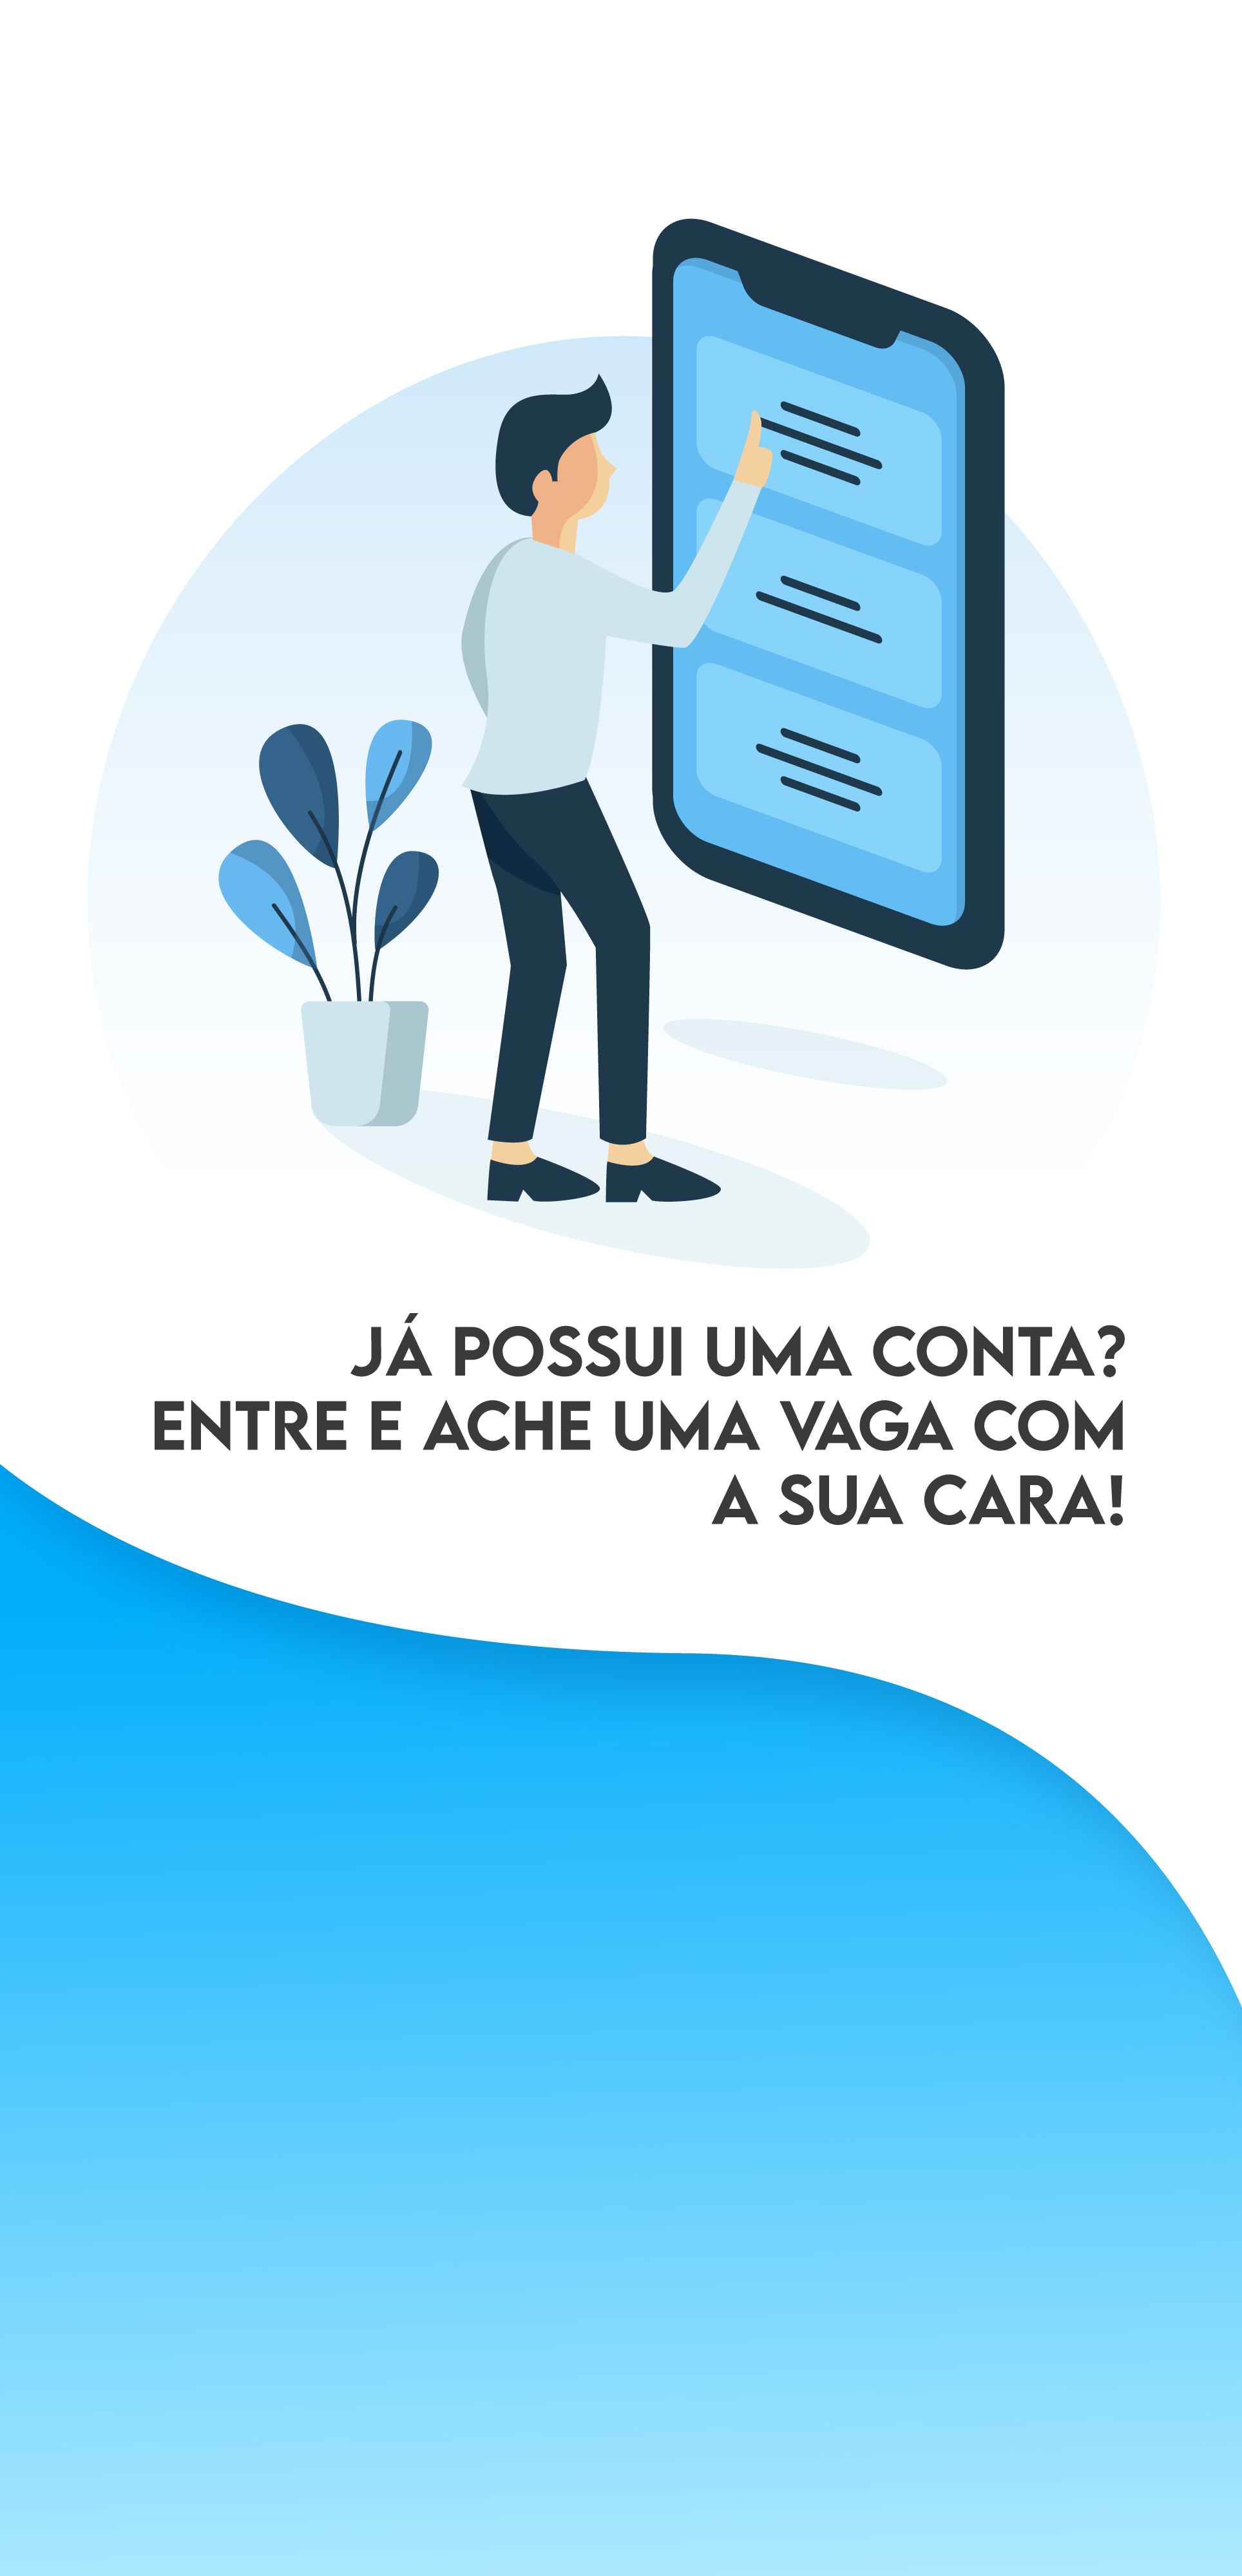 JÁ POSSUI UMA CONTA?
ENTRE E ACHE UMA VAGA COM
A SUA CARA!